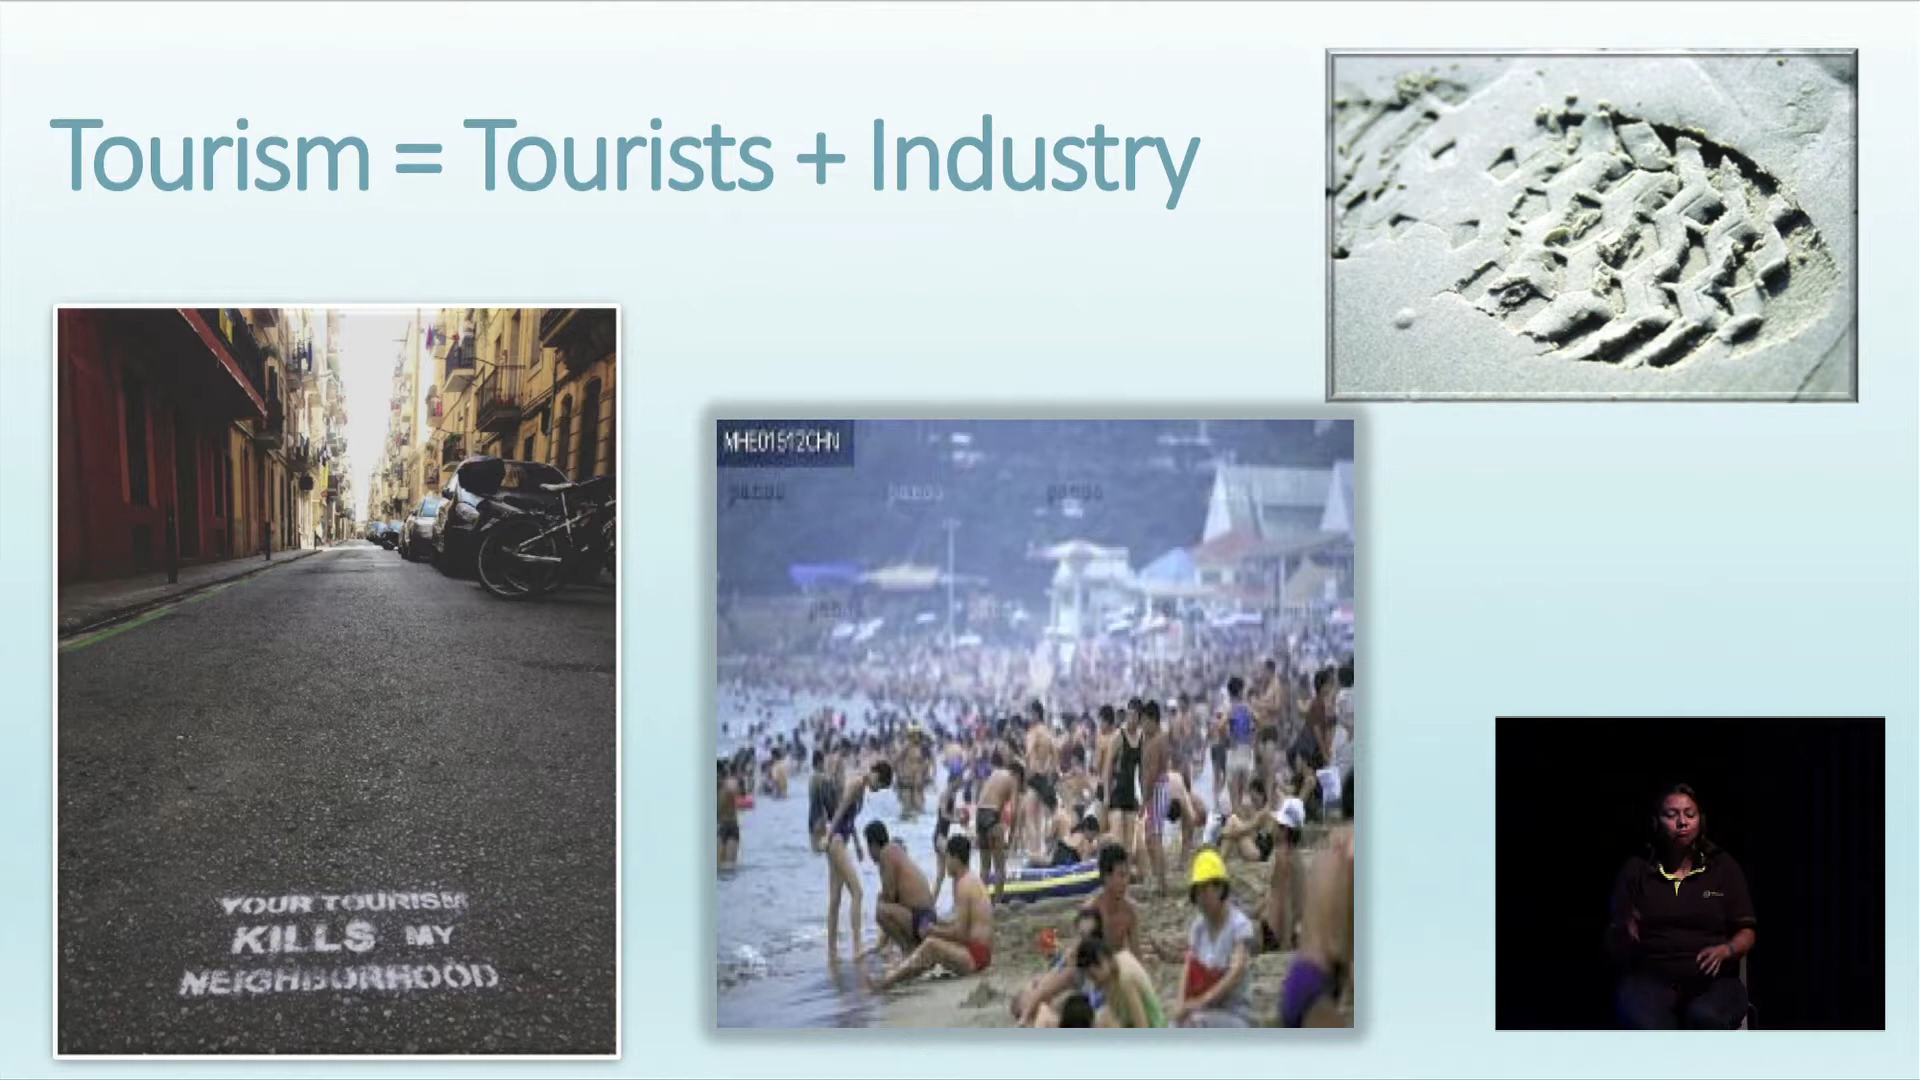 Tourism = Tourists + Industry
MHE01512CHN
YOUR TOURISM
KILLS MY
NEIGHBORHOOD